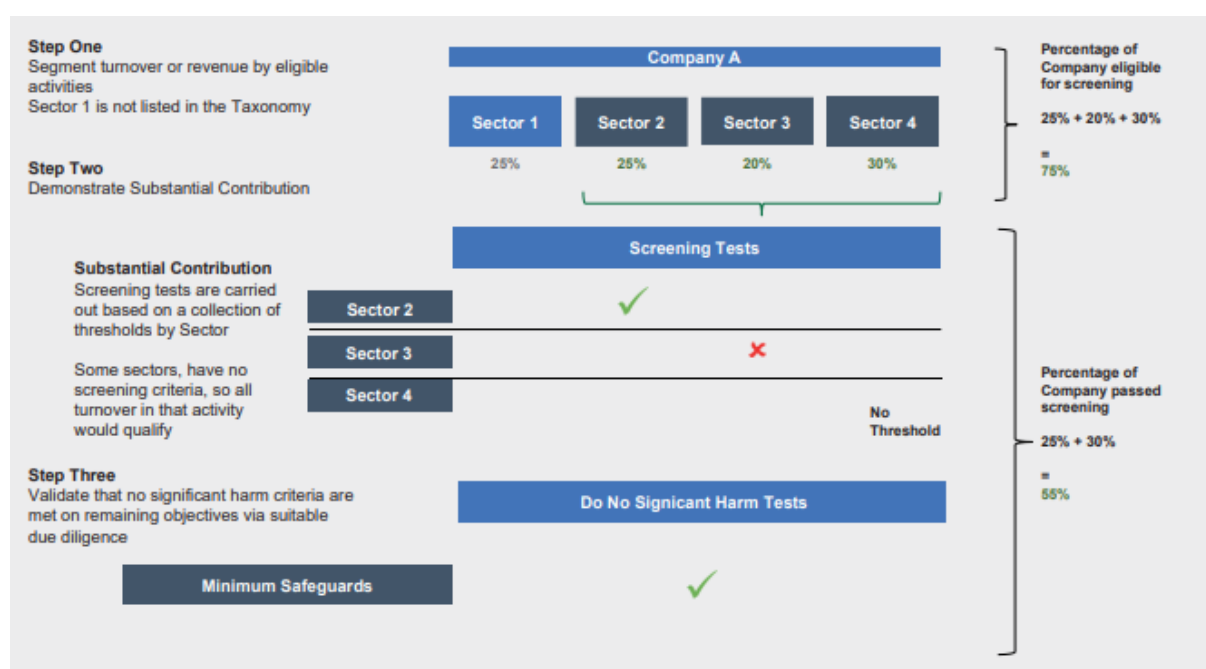 Step One
Segment turnover or revenue by eligible
activities
Sector 1 is not listed in the Taxonomy
Company A
Sector 1
Sector 2
Sector 3
Sector 4
25%
25%
20%
30%
Percentage of
Company eligible
for screening
25% + 20% + 30%
=
75%
Step Two
Demonstrate Substantial Contribution
Screening Tests
Substantial Contribution
Screening tests are carried
out based on a collection of
thresholds by Sector
Some sectors, have no
screening criteria, so all
turnover in that activity
would qualify
Sector 2
Sector 3
Sector 4
No
Threshold
Percentage of
Company passed
screening
25% + 30%
=
55%
Step Three
Validate that no significant harm criteria are
met on remaining objectives via suitable
due diligence
Do No Signicant Harm Tests
Minimum Safeguards